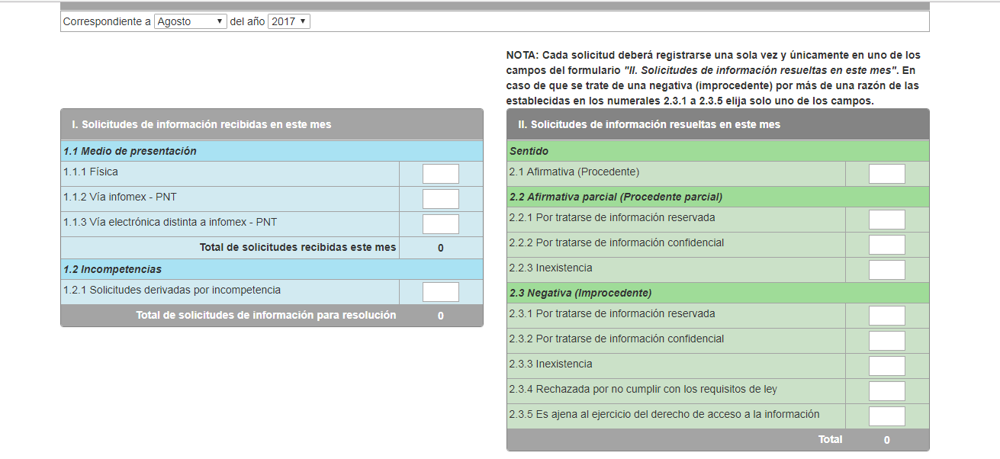 Correspondiente a Agosto del año 2017
NOTA: Cada solicitud deberá registrarse una sola vez y únicamente en uno de los
campos del formulario "II. Solicitudes de información resueltas en este mes". En
caso de que se trate de una negativa (improcedente) por más de una razón de las
establecidas en los numerales 2.3.1 a 2.3.5 elija solo uno de los campos.
I. Solicitudes de información recibidas en este mes
1.1 Medio de presentación
1.1.1 Física
1.1.2 Vía infomex - PNT
1.1.3 Vía electrónica distinta a infomex - PNT
Total de solicitudes recibidas este mes 0
1.2 Incompetencias
1.2.1 Solicitudes derivadas por incompetencia
Total de solicitudes de información para resolución 0
II. Solicitudes de información resueltas en este mes
Sentido
2.1 Afirmativa (Procedente)
2.2 Afirmativa parcial (Procedente parcial)
2.2.1 Por tratarse de información reservada
2.2.2 Por tratarse de información confidencial
2.2.3 Inexistencia
2.3 Negativa (Improcedente)
2.3.1 Por tratarse de información reservada
2.3.2 Por tratarse de información confidencial
2.3.3 Inexistencia
2.3.4 Rechazada por no cumplir con los requisitos de ley
2.3.5 Es ajena al ejercicio del derecho de acceso a la información
Total 0